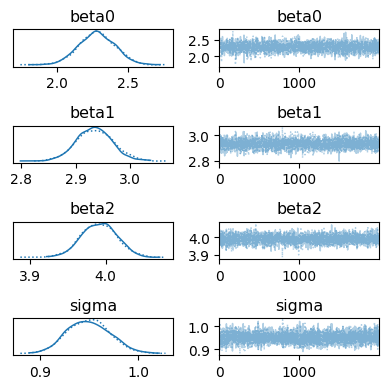 beta0 beta0
2.5
2.0
2.0 2.5 0 1000
beta1 beta1
3.0
2.8
2.8 2.9 3.0 0 1000
beta2 beta2
4.0
3.9
3.9 4.0 0 1000
sigma sigma
1.0
0.9
0.9 1.0 0 1000